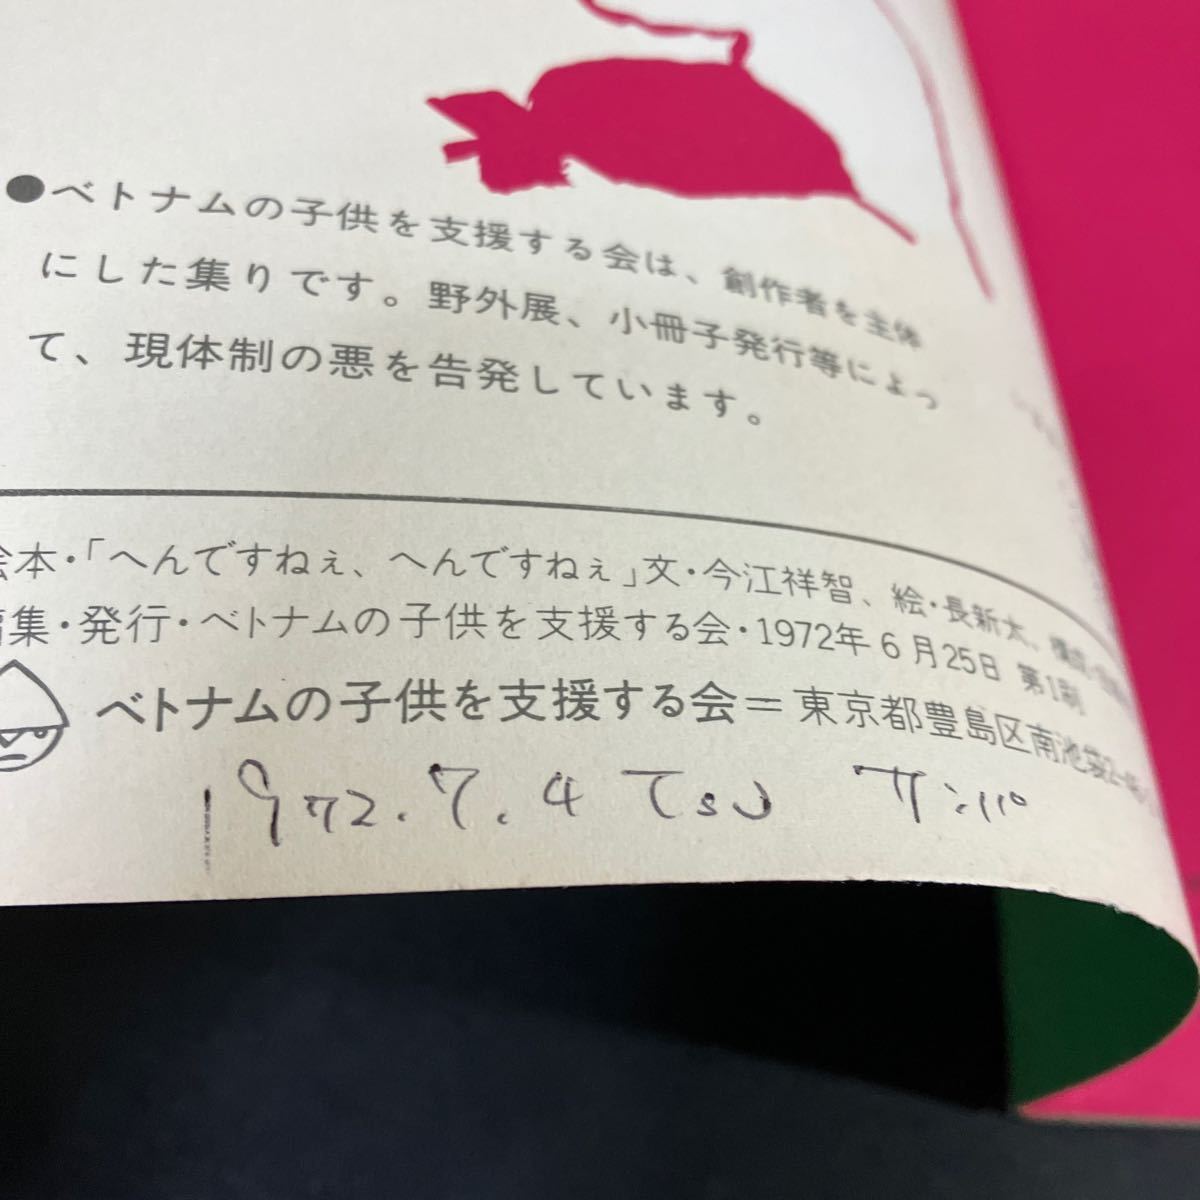 ●ベトナムの子供を支援する会は、創作者を主体
にした集りです。野外展、小冊子発行等によっ
て、現体制の悪を告発しています。
絵本・「へんですねぇ、へんですねぇ」文・今江祥智、絵・長新太、構成・
編集・発行・ベトナムの子供を支援する会・1972年6月25日 第1刷
ベトナムの子供を支援する会＝東京都豊島区南池袋2-
1972.7.4